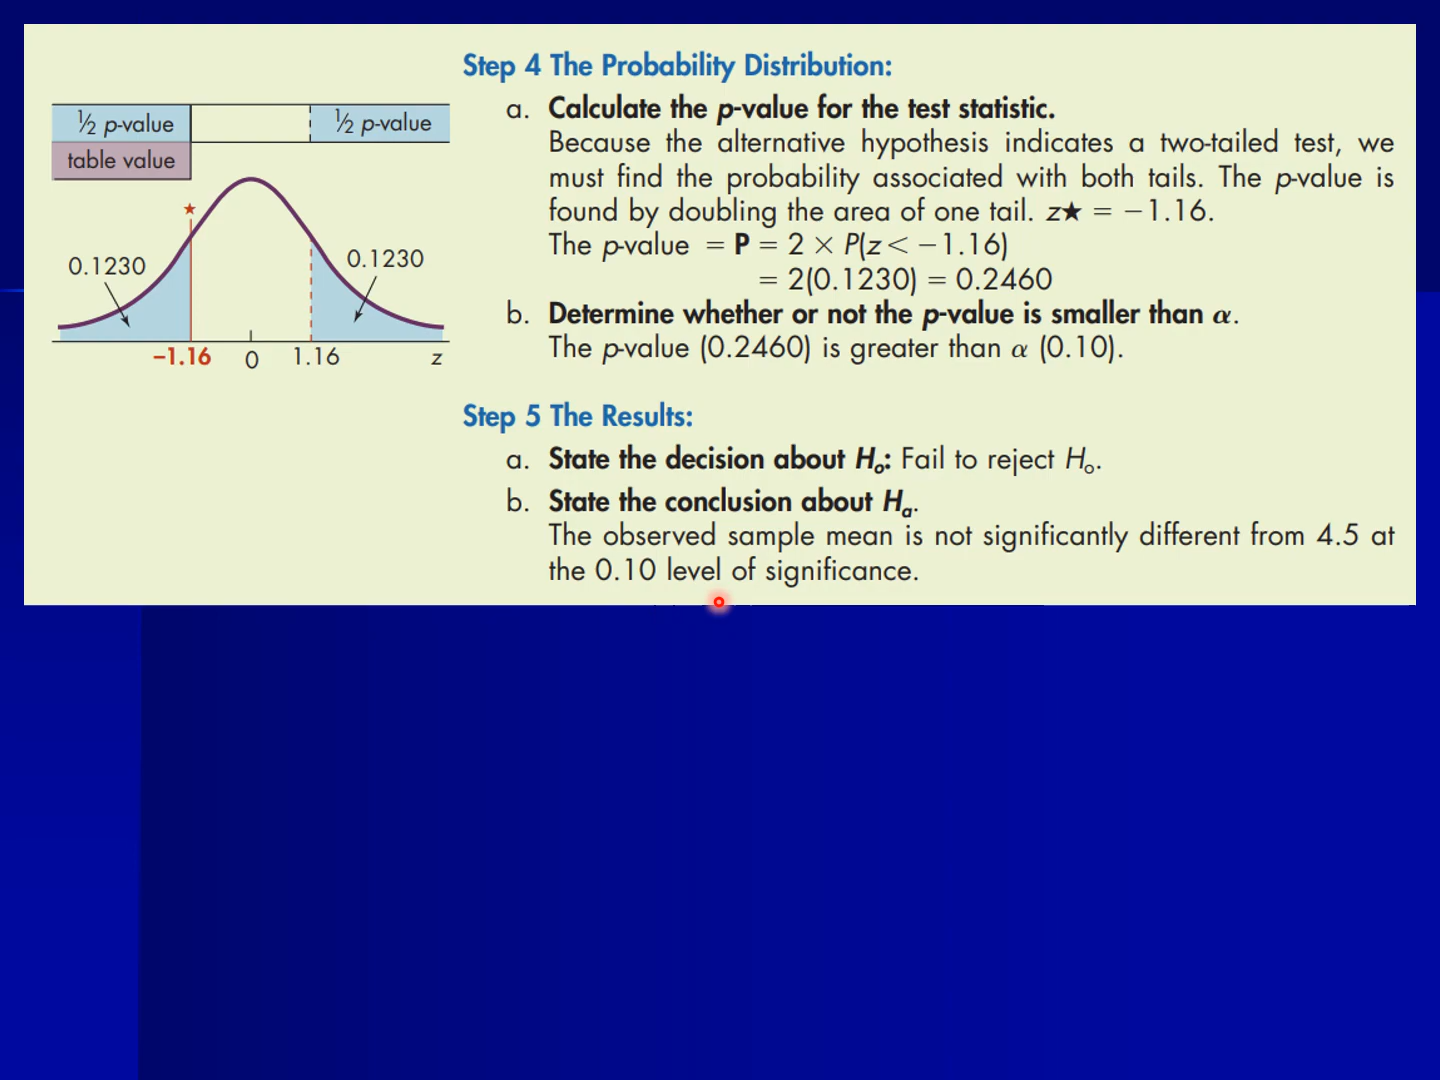 ½ p-value
½ p-value
table value
★
0.1230
0.1230
–1.16
0
1.16
z
Step 4 The Probability Distribution:
a. Calculate the p-value for the test statistic.
Because the alternative hypothesis indicates a two-tailed test, we
must find the probability associated with both tails. The p-value is
found by doubling the area of one tail. z★ = −1.16.
The p-value = P = 2 × P(z < −1.16)
= 2(0.1230) = 0.2460
b. Determine whether or not the p-value is smaller than α.
The p-value (0.2460) is greater than α (0.10).
Step 5 The Results:
a. State the decision about Hₒ: Fail to reject Hₒ.
b. State the conclusion about Hₐ.
The observed sample mean is not significantly different from 4.5 at
the 0.10 level of significance.